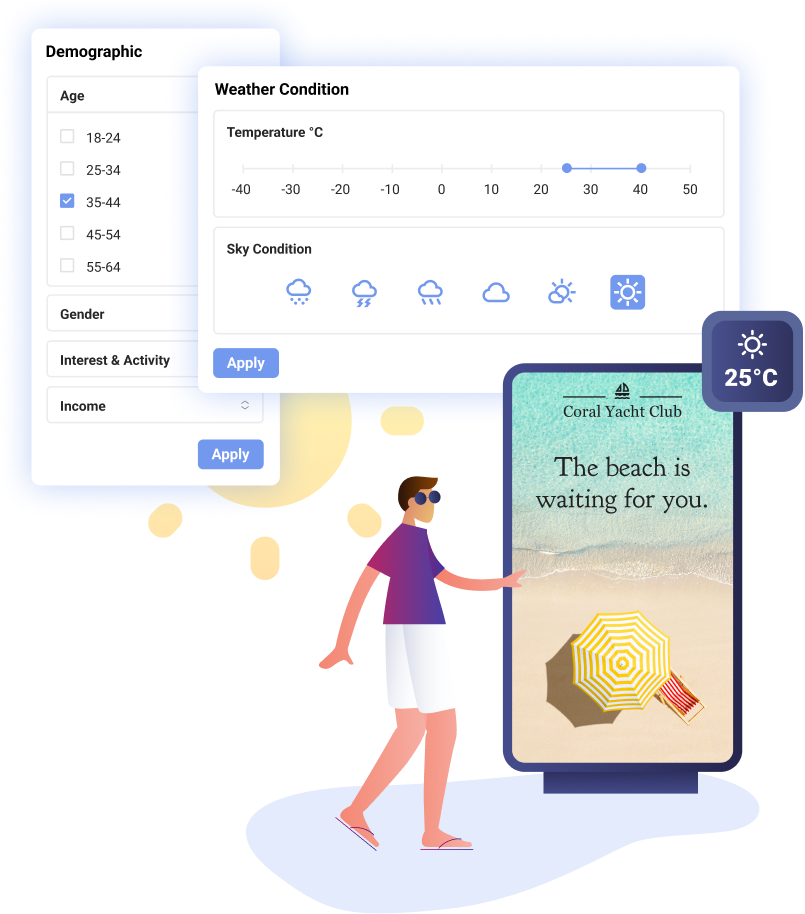 Demographic
Age
18-24
25-34
35-44
45-54
55-64
Gender
Interest & Activity
Income
Apply
Weather Condition
Temperature °C
-40 -30 -20 -10 0 10 20 30 40 50
Sky Condition
Apply
25°C
Coral Yacht Club
The beach is
waiting for you.